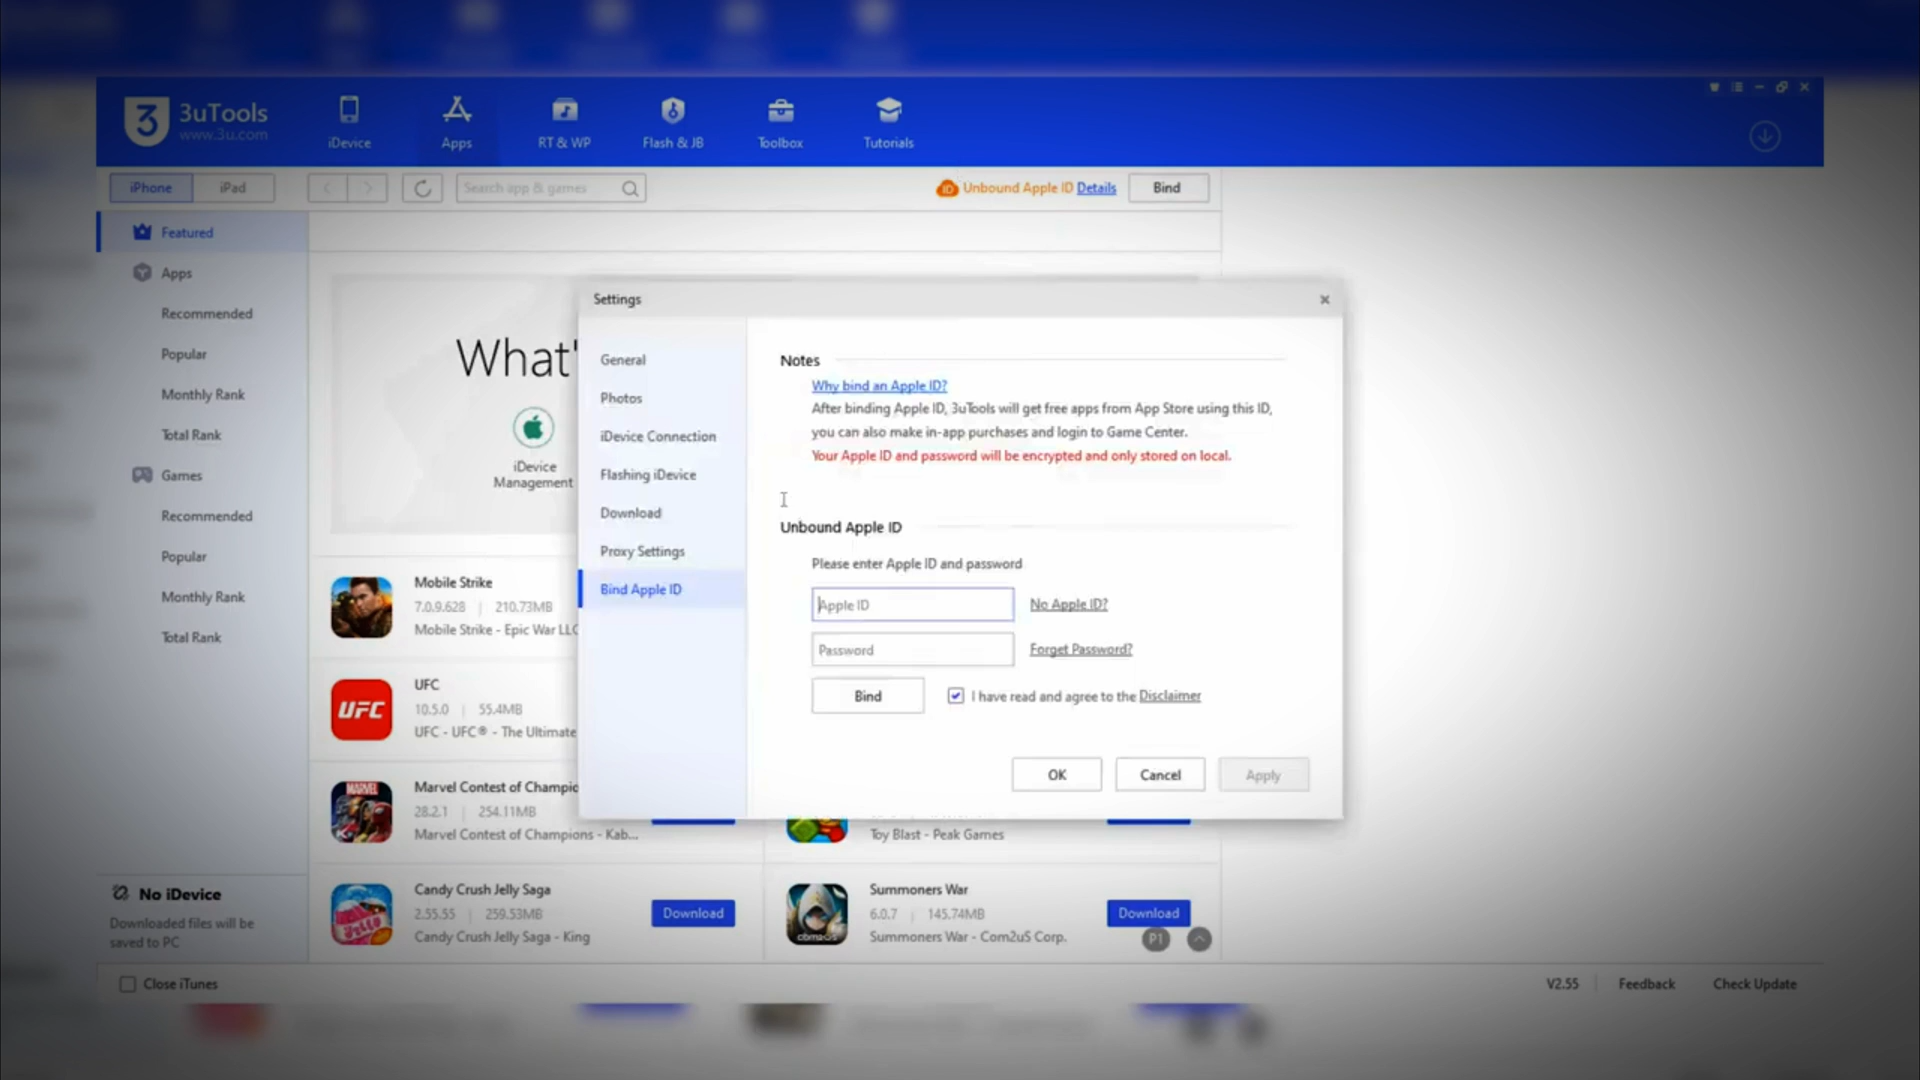 3uTools
www.3u.com
iDevice
Apps
RT & WP
Flash & JB
Toolbox
Tutorials
iPhone
iPad
Search app & games
Unbound Apple ID Details
Bind
Featured
Apps
Recommended
Popular
Monthly Rank
Total Rank
Games
Recommended
Popular
Monthly Rank
Total Rank
What'
iDevice
Management
Settings
General
Photos
iDevice Connection
Flashing iDevice
Download
Proxy Settings
Bind Apple ID
Notes
Why bind an Apple ID?
After binding Apple ID, 3uTools will get free apps from App Store using this ID,
you can also make in-app purchases and login to Game Center.
Your Apple ID and password will be encrypted and only stored on local.
Unbound Apple ID
Please enter Apple ID and password
Apple ID
No Apple ID?
Password
Forget Password?
Bind
I have read and agree to the Disclaimer
OK
Cancel
Apply
Mobile Strike
7.0.9.628 | 210.73MB
Mobile Strike - Epic War LLC
UFC
UFC
10.5.0 | 55.4MB
UFC - UFC® - The Ultimate
MARVEL
Marvel Contest of Champio
28.2.1 | 254.11MB
Marvel Contest of Champions - Kab...
Toy Blast - Peak Games
Jelly
Candy Crush Jelly Saga
2.55.55 | 259.53MB
Candy Crush Jelly Saga - King
Download
com2us
Summoners War
6.0.7 | 145.74MB
Summoners War - Com2uS Corp.
Download
P1
No iDevice
Downloaded files will be
saved to PC
Close iTunes
V2.55
Feedback
Check Update